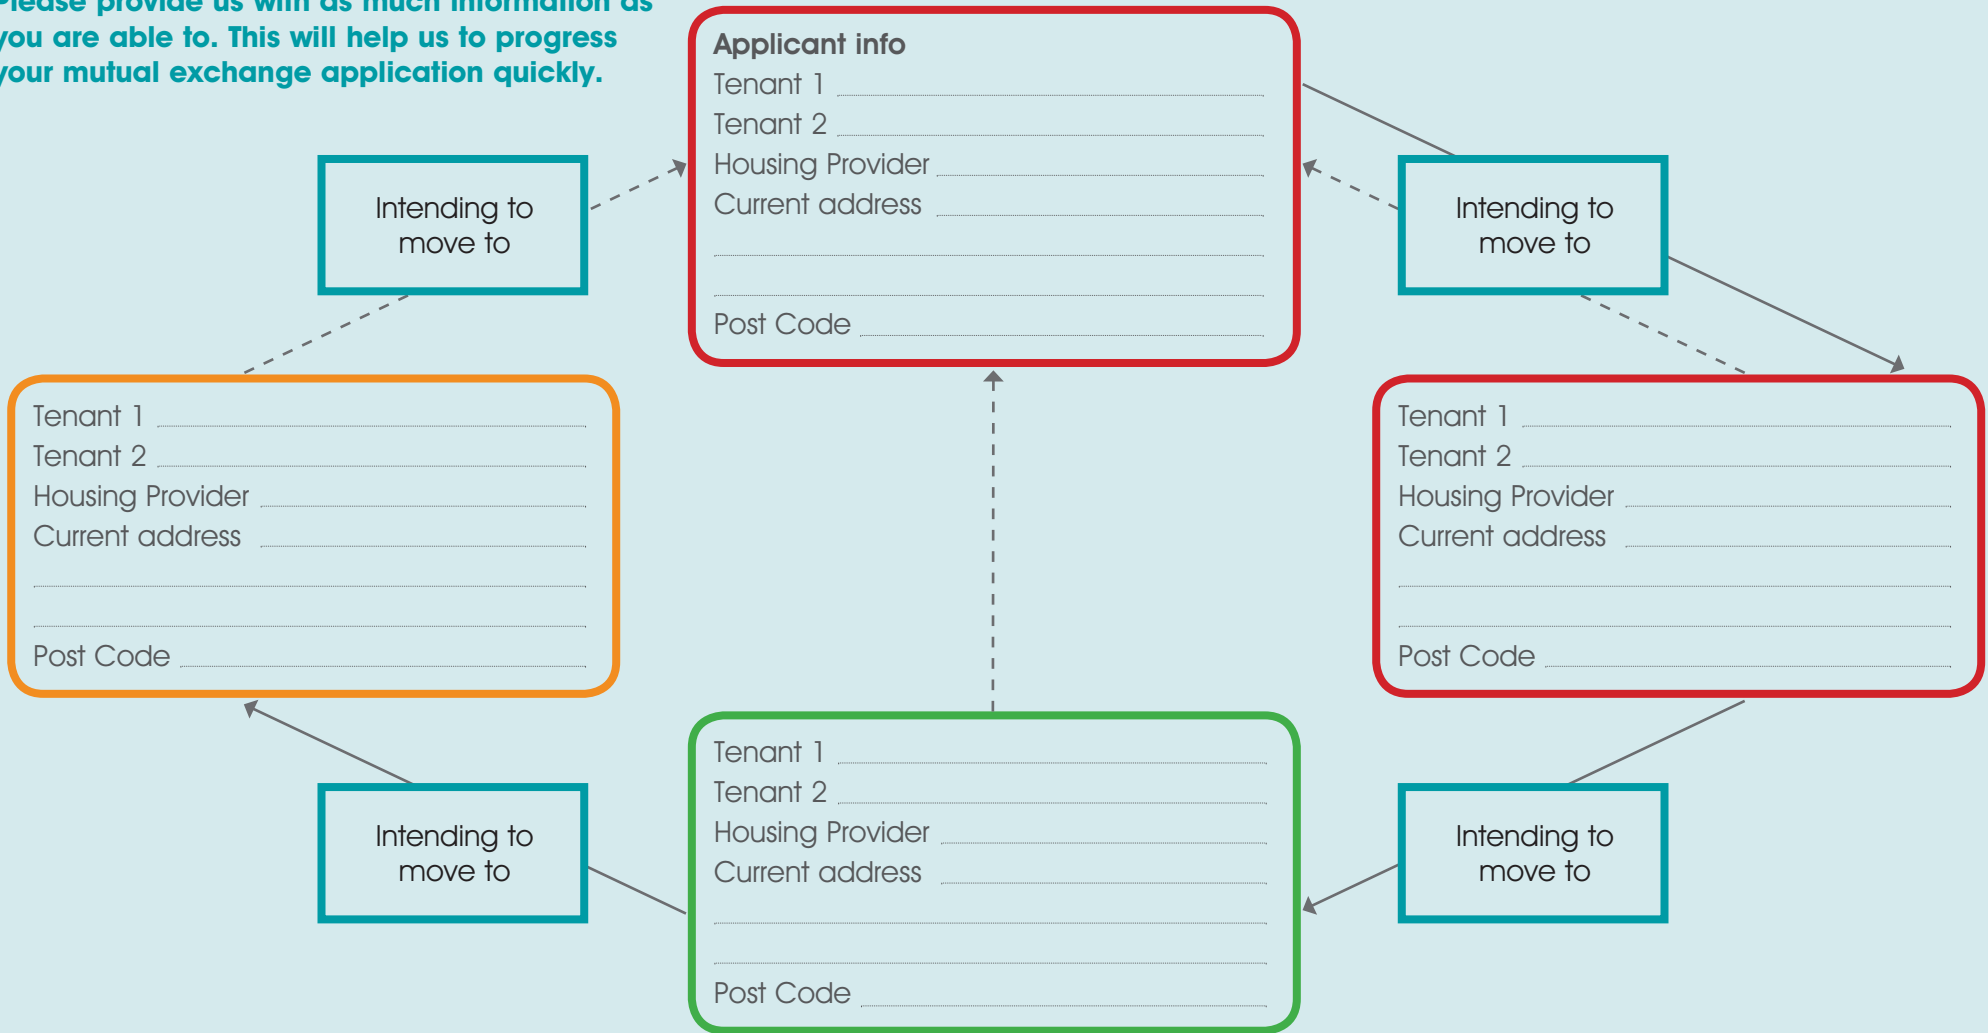 Please provide us with as much information as
you are able to. This will help us to progress
your mutual exchange application quickly.
Applicant info
Tenant 1
Tenant 2
Housing Provider
Current address
Post Code
Intending to
move to
Intending to
move to
Tenant 1
Tenant 2
Housing Provider
Current address
Post Code
Tenant 1
Tenant 2
Housing Provider
Current address
Post Code
Intending to
move to
Tenant 1
Tenant 2
Housing Provider
Current address
Post Code
Intending to
move to